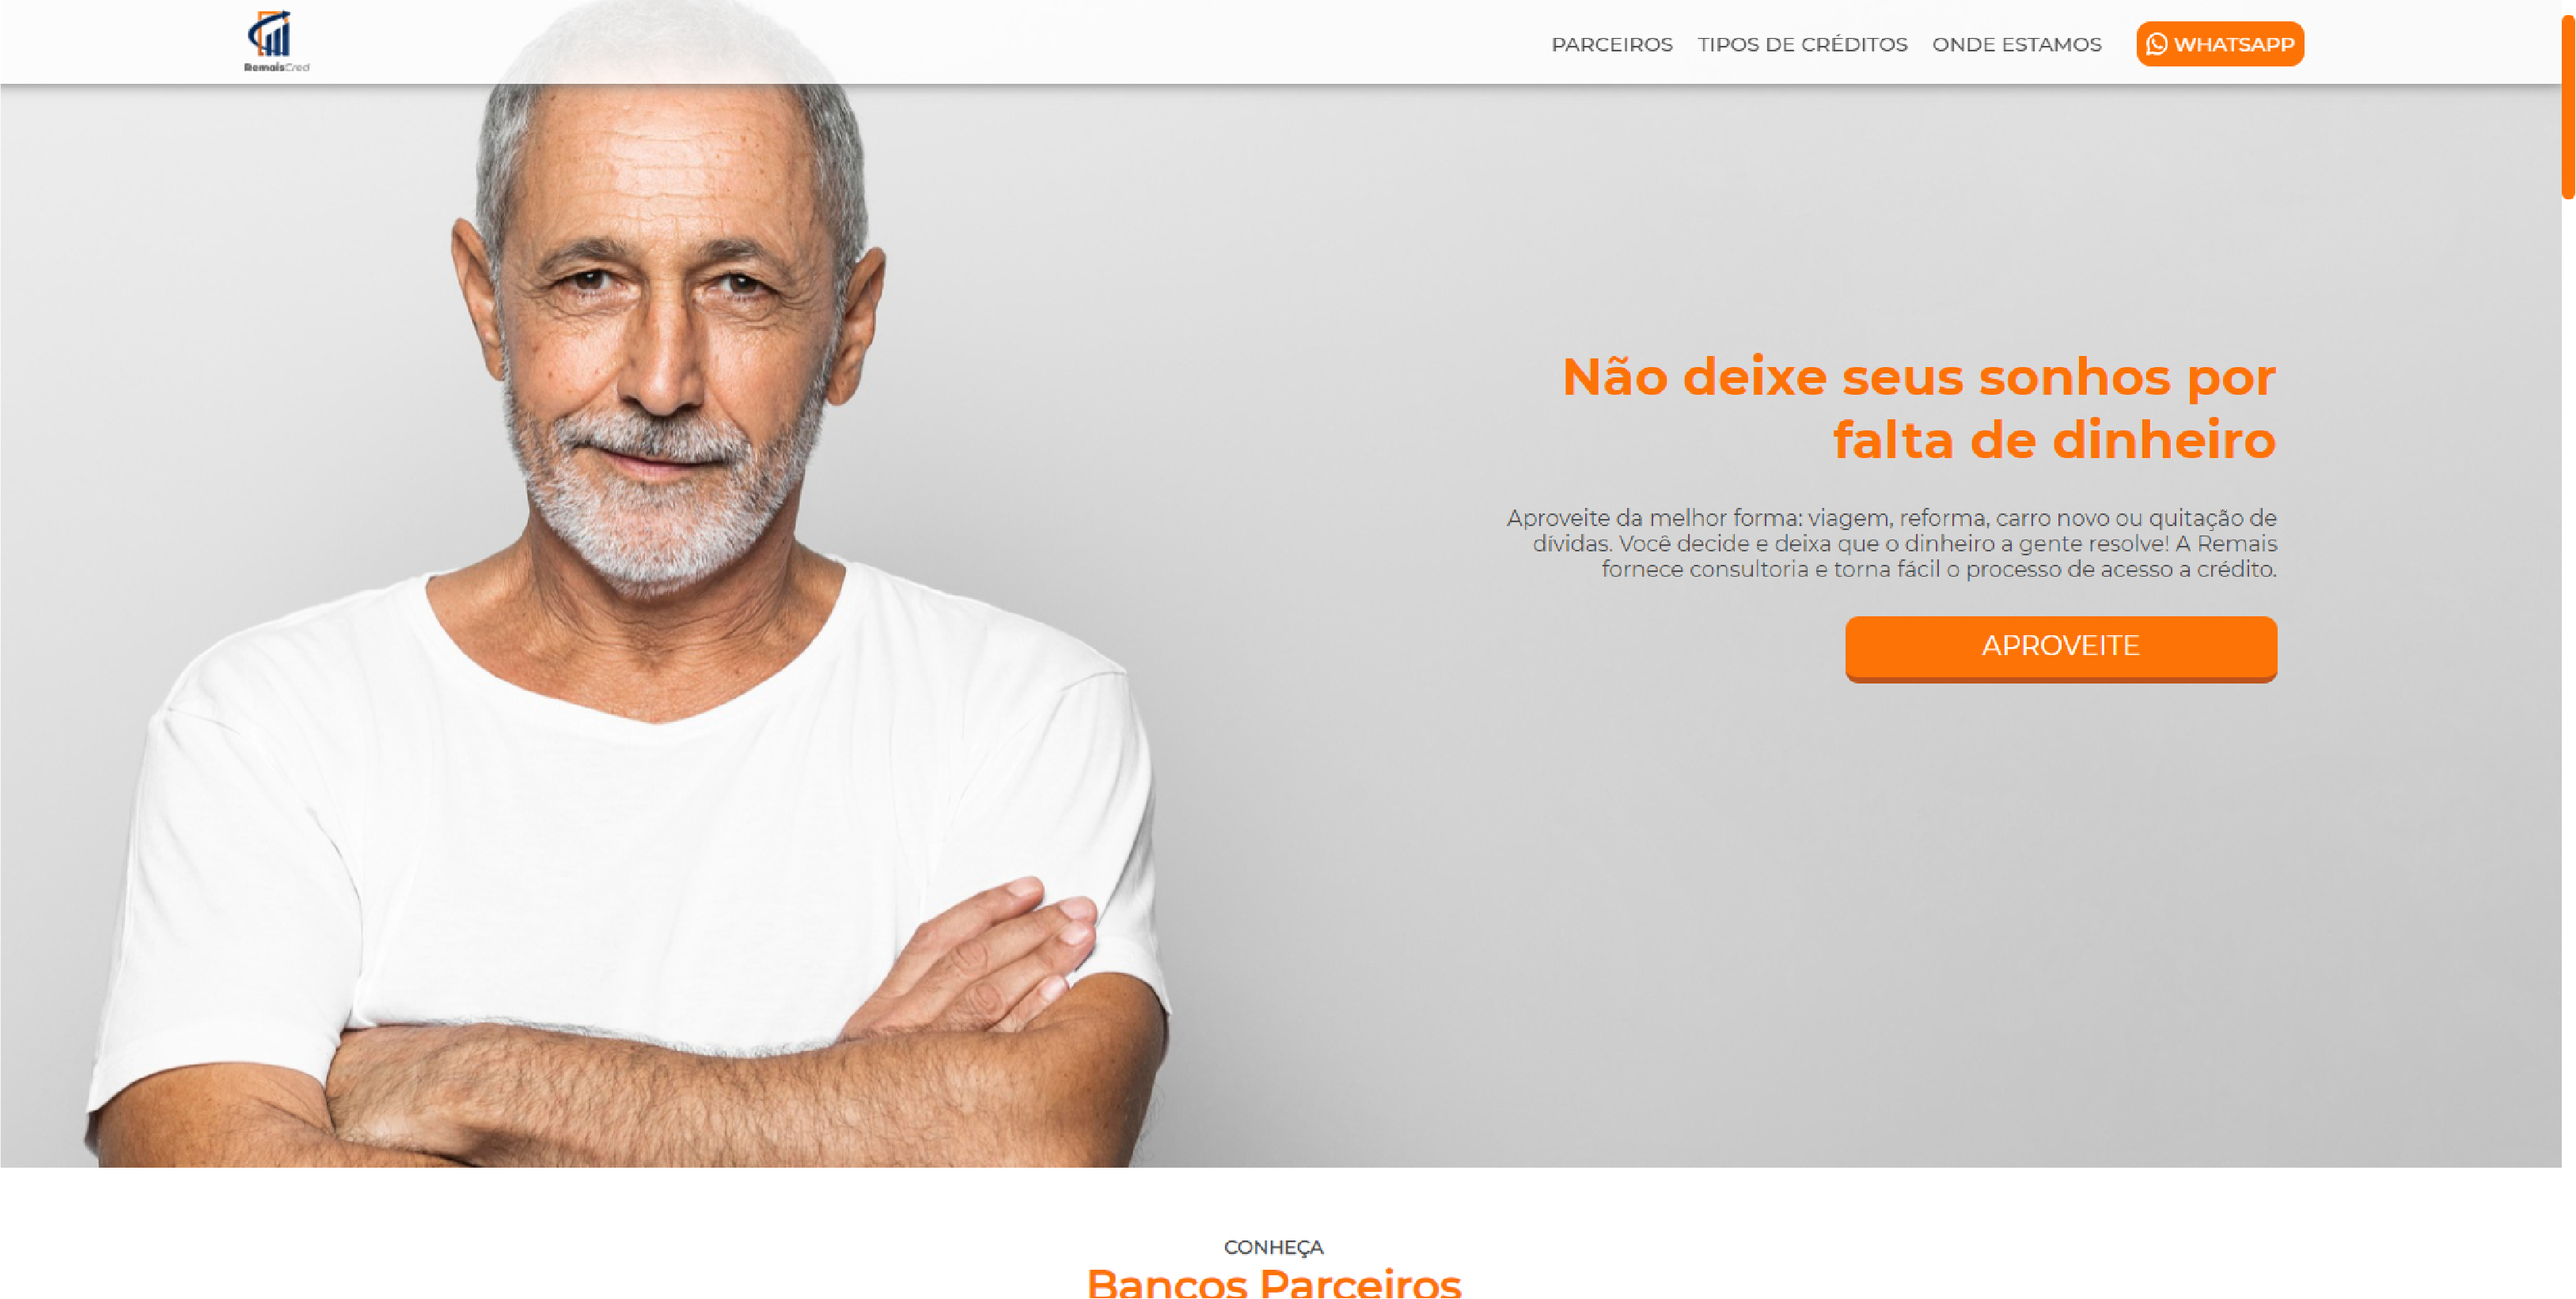 RemaisCred
PARCEIROS
TIPOS DE CRÉDITOS
ONDE ESTAMOS
WHATSAPP
Não deixe seus sonhos por
falta de dinheiro
Aproveite da melhor forma: viagem, reforma, carro novo ou quitação de
dívidas. Você decide e deixa que o dinheiro a gente resolve! A Remais
fornece consultoria e torna fácil o processo de acesso a crédito.
APROVEITE
CONHEÇA
Bancos Parceiros